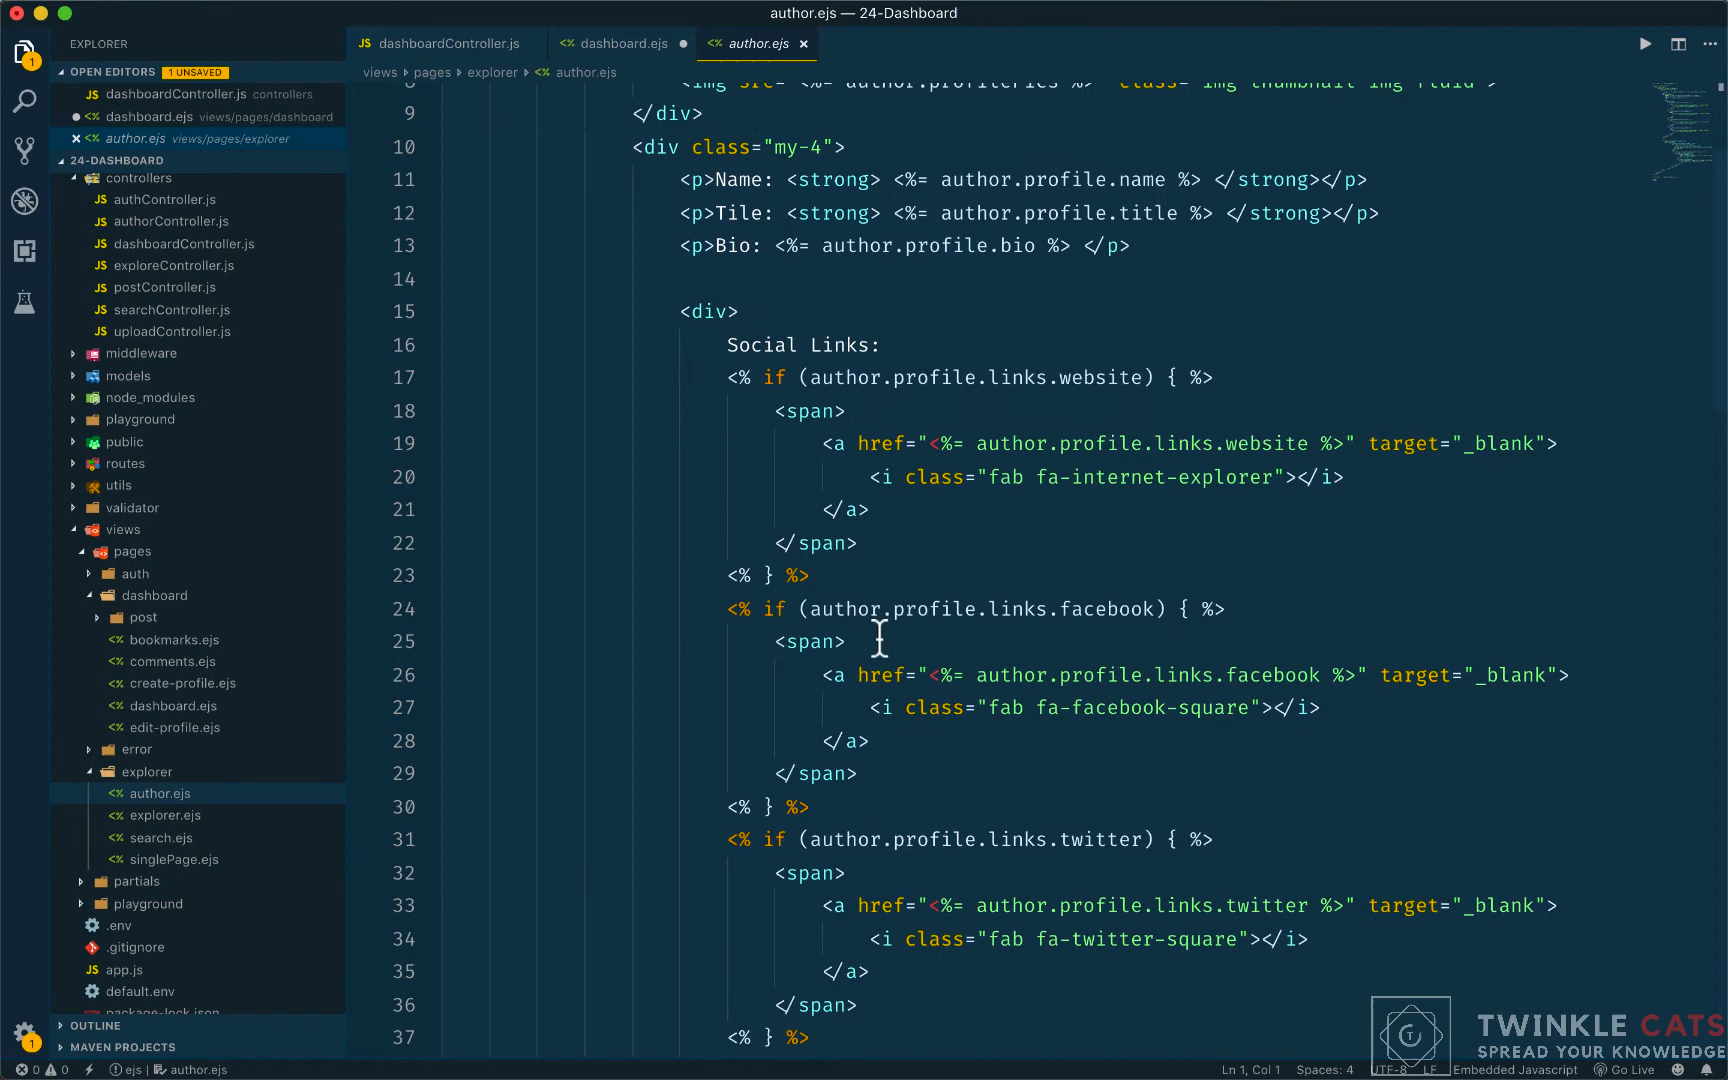 author.ejs — 24-Dashboard
EXPLORER
JS dashboardController.js
<% dashboard.ejs ●
<% author.ejs ×
OPEN EDITORS 1 UNSAVED
views › pages › explorer › <% author.ejs
JS dashboardController.js controllers
● <% dashboard.ejs views/pages/dashboard
× <% author.ejs views/pages/explorer
24-DASHBOARD
controllers
JS authController.js
JS authorController.js
JS dashboardController.js
JS exploreController.js
JS postController.js
JS searchController.js
JS uploadController.js
middleware
models
node_modules
playground
public
routes
utils
validator
views
pages
auth
dashboard
post
<% bookmarks.ejs
<% comments.ejs
<% create-profile.ejs
<% dashboard.ejs
<% edit-profile.ejs
error
explorer
<% author.ejs
<% explorer.ejs
<% search.ejs
<% singlePage.ejs
partials
playground
.env
.gitignore
JS app.js
default.env
package-lock.json
OUTLINE
MAVEN PROJECTS
9 </div>
10 <div class="my-4">
11 <p>Name: <strong> <%= author.profile.name %> </strong></p>
12 <p>Tile: <strong> <%= author.profile.title %> </strong></p>
13 <p>Bio: <%= author.profile.bio %> </p>
14
15 <div>
16 Social Links:
17 <% if (author.profile.links.website) { %>
18 <span>
19 <a href="<%= author.profile.links.website %>" target="_blank">
20 <i class="fab fa-internet-explorer"></i>
21 </a>
22 </span>
23 <% } %>
24 <% if (author.profile.links.facebook) { %>
25 <span>
26 <a href="<%= author.profile.links.facebook %>" target="_blank">
27 <i class="fab fa-facebook-square"></i>
28 </a>
29 </span>
30 <% } %>
31 <% if (author.profile.links.twitter) { %>
32 <span>
33 <a href="<%= author.profile.links.twitter %>" target="_blank">
34 <i class="fab fa-twitter-square"></i>
35 </a>
36 </span>
37 <% } %>
TWINKLE CATS
SPREAD YOUR KNOWLEDGE
1
1
0 0 ejs | author.ejs
Ln 1, Col 1 Spaces: 4 UTF-8 LF Embedded Javascript Go Live